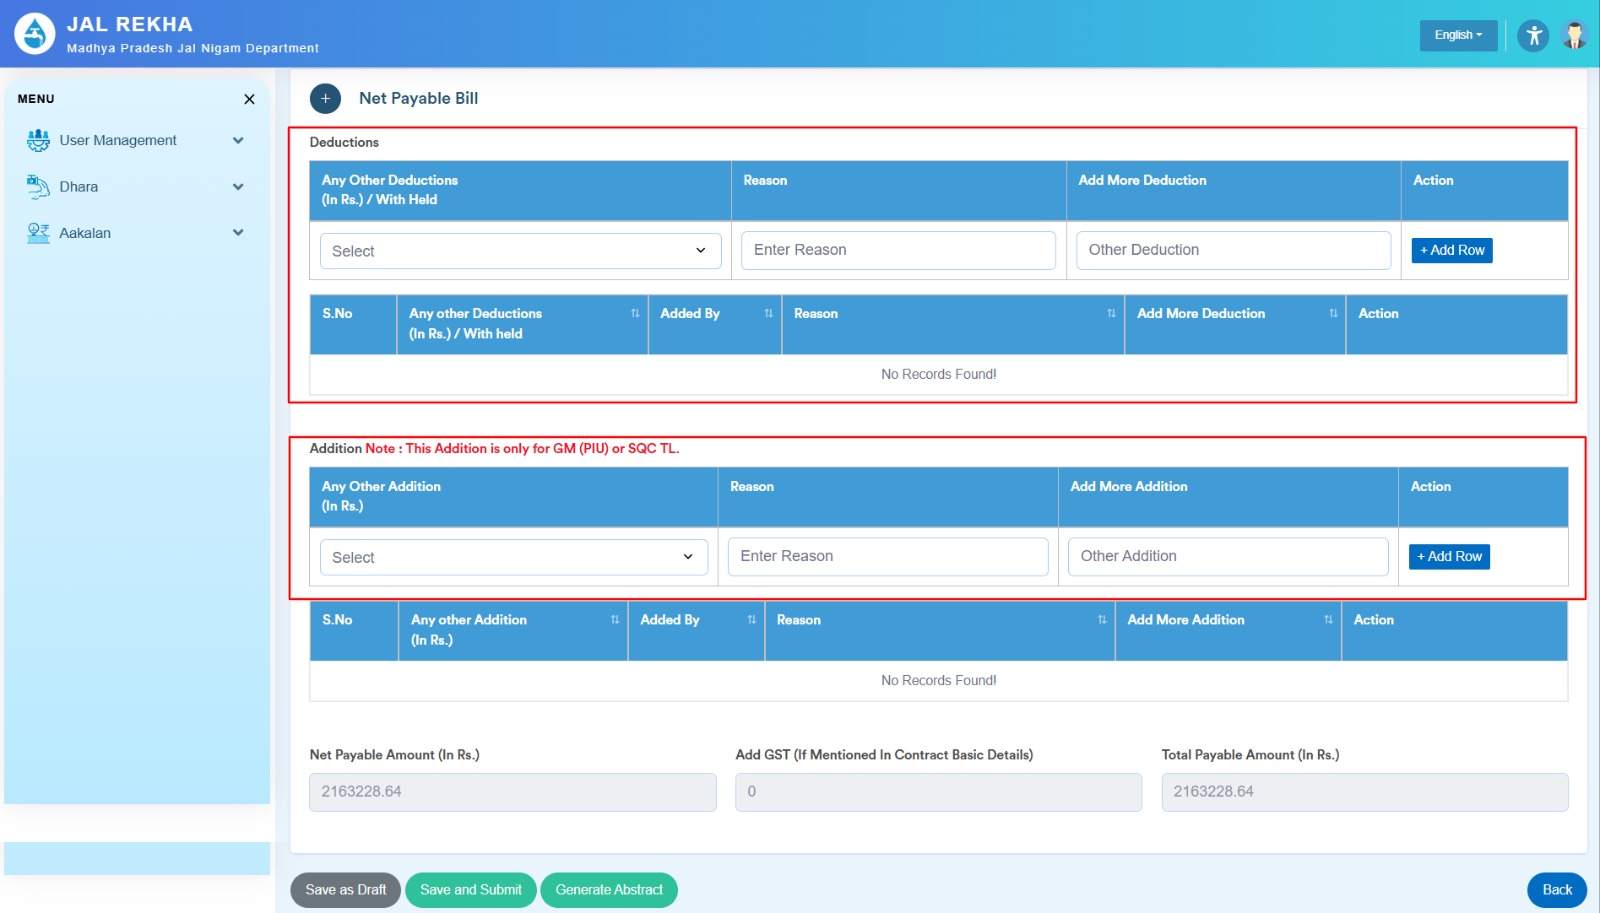 JAL REKHA
Madhya Pradesh Jal Nigam Department
English
MENU
User Management
Dhara
Aakalan
+ Net Payable Bill
Deductions
Any Other Deductions
(In Rs.) / With Held
Reason
Add More Deduction
Action
Select
Enter Reason
Other Deduction
+ Add Row
S.No
Any other Deductions
(In Rs.) / With held
Added By
Reason
Add More Deduction
Action
No Records Found!
Addition Note : This Addition is only for GM (PIU) or SQC TL.
Any Other Addition
(In Rs.)
Reason
Add More Addition
Action
Select
Enter Reason
Other Addition
+ Add Row
S.No
Any other Addition
(In Rs.)
Added By
Reason
Add More Addition
Action
No Records Found!
Net Payable Amount (In Rs.)
Add GST (If Mentioned In Contract Basic Details)
Total Payable Amount (In Rs.)
2163228.64
0
2163228.64
Save as Draft
Save and Submit
Generate Abstract
Back